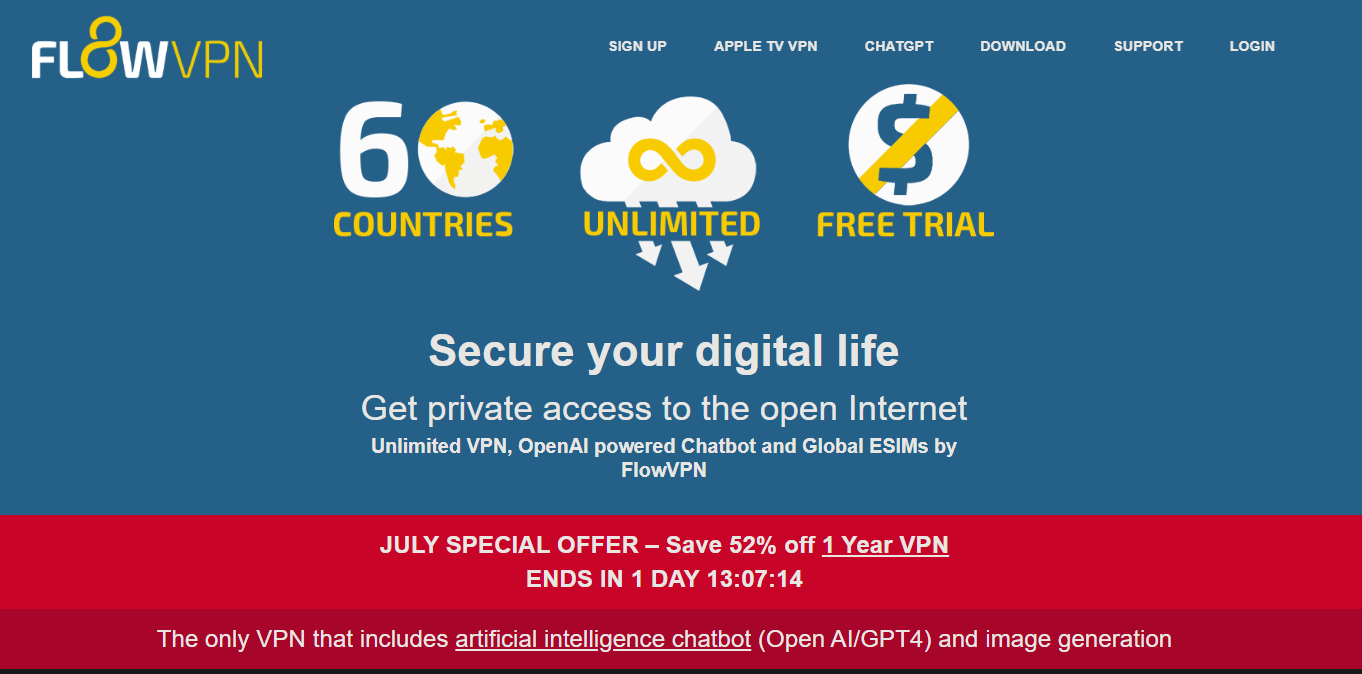 FLOWVPN
SIGN UP
APPLE TV VPN
CHATGPT
DOWNLOAD
SUPPORT
LOGIN
60
COUNTRIES
UNLIMITED
$
FREE TRIAL
Secure your digital life
Get private access to the open Internet
Unlimited VPN, OpenAI powered Chatbot and Global ESIMs by
FlowVPN
JULY SPECIAL OFFER – Save 52% off 1 Year VPN
ENDS IN 1 DAY 13:07:14
The only VPN that includes artificial intelligence chatbot (Open AI/GPT4) and image generation